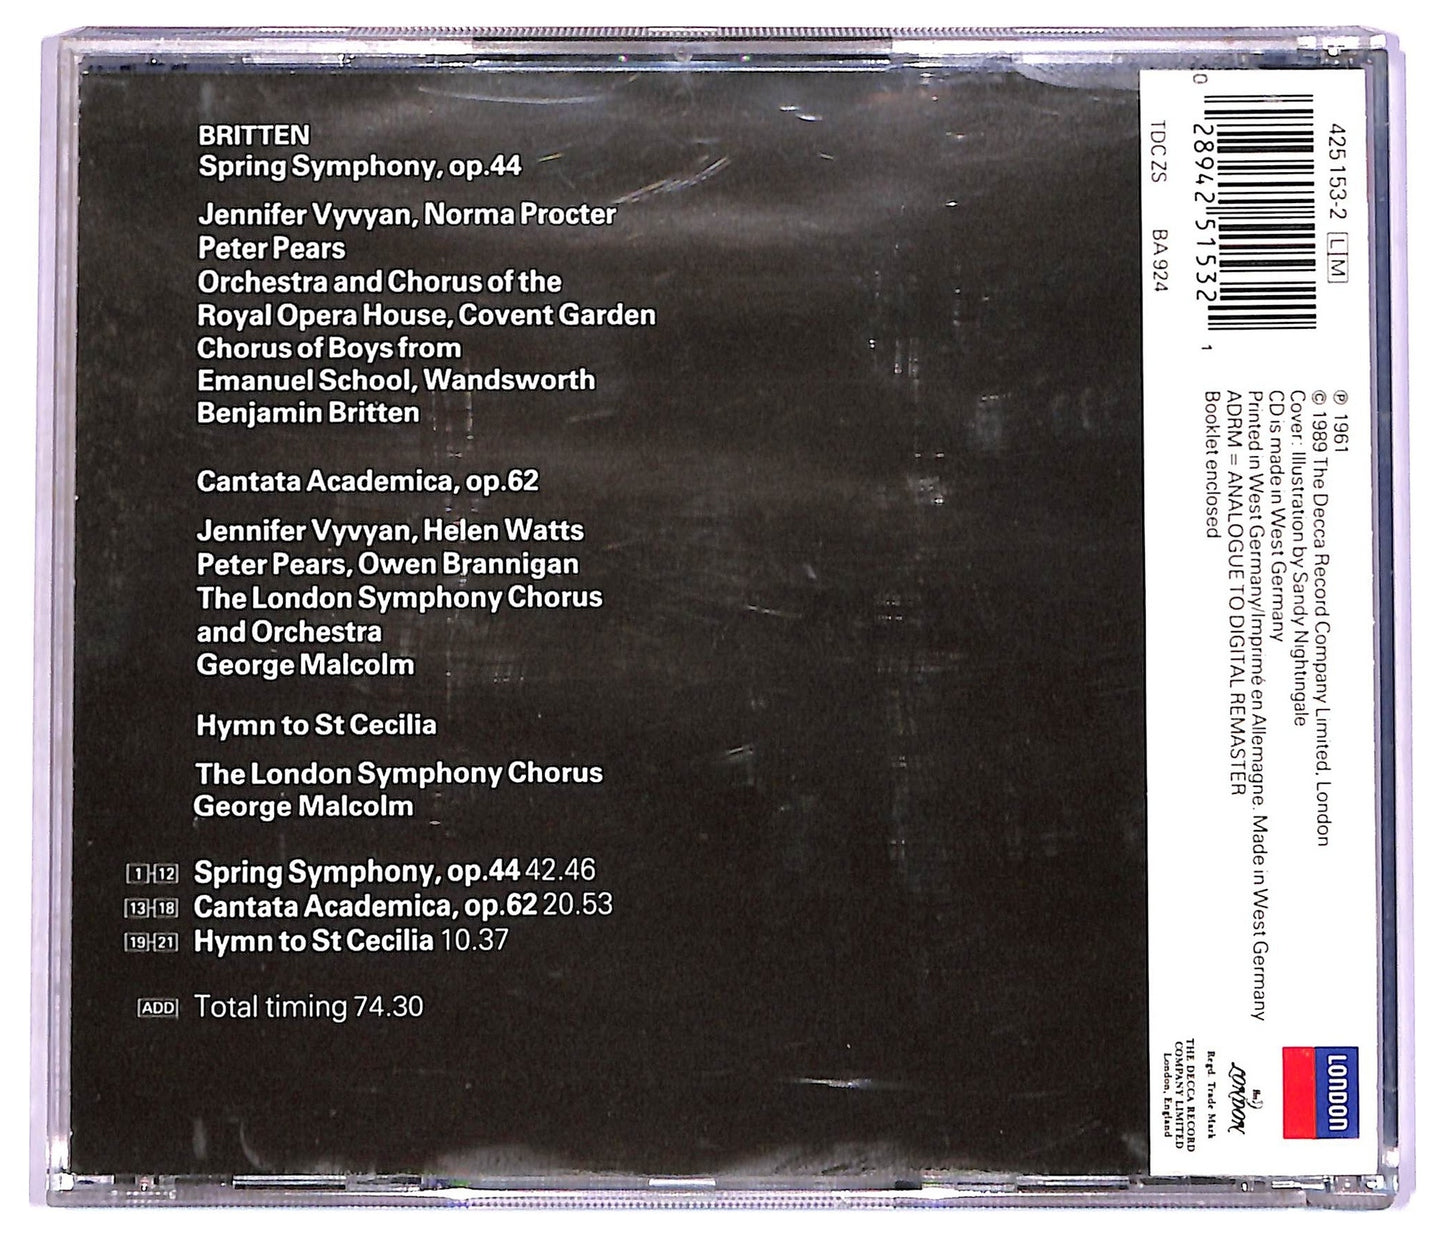 BRITTEN
Spring Symphony, op.44
Jennifer Vyvyan, Norma Procter
Peter Pears
Orchestra and Chorus of the
Royal Opera House, Covent Garden
Chorus of Boys from
Emanuel School, Wandsworth
Benjamin Britten
Cantata Academica, op.62
Jennifer Vyvyan, Helen Watts
Peter Pears, Owen Brannigan
The London Symphony Chorus
and Orchestra
George Malcolm
Hymn to St Cecilia
The London Symphony Chorus
George Malcolm
1 12 Spring Symphony, op.44 42.46
13 18 Cantata Academica, op.62 20.53
19 21 Hymn to St Cecilia 10.37
ADD Total timing 74.30
425 153-2 LM
0 28942 51532 1
TDC ZS BA 924
℗ 1961
© 1989 The Decca Record Company Limited, London
Cover: Illustration by Sandy Nightingale
CD is made in West Germany
Printed in West Germany/Imprimé en Allemagne. Made in West Germany
ADRM = ANALOGUE TO DIGITAL REMASTER
Booklet enclosed
LONDON
LONDON
Regd. Trade Mark
THE DECCA RECORD
COMPANY LIMITED
London, England